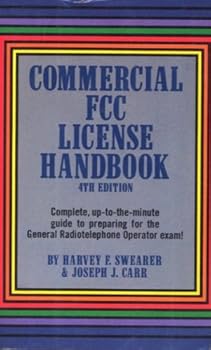 COMMERCIAL
FCC
LICENSE
HANDBOOK
4TH EDITION
Complete, up-to-the-minute
guide to preparing for the
General Radiotelephone Operator exam!
BY HARVEY F. SWEARER
& JOSEPH J. CARR